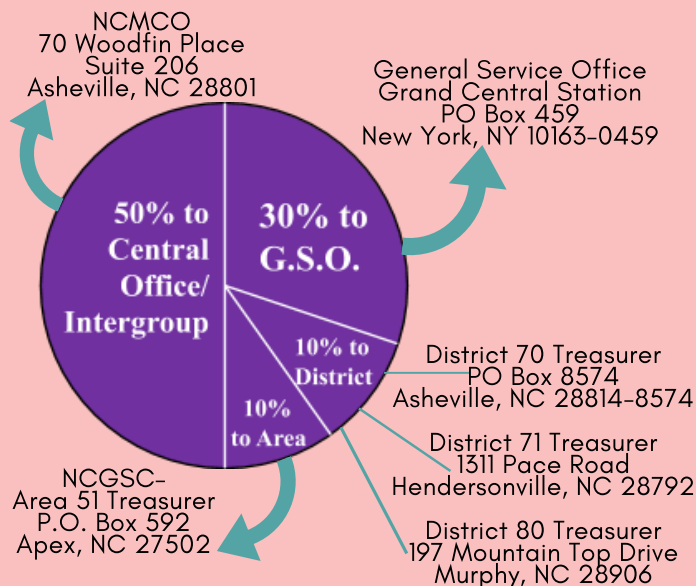 NCMCO
70 Woodfin Place
Suite 206
Asheville, NC 28801
General Service Office
Grand Central Station
PO Box 459
New York, NY 10163-0459
50% to
Central
Office/
Intergroup
30% to
G.S.O.
10% to
District
10%
to Area
District 70 Treasurer
PO Box 8574
Asheville, NC 28814-8574
District 71 Treasurer
1311 Pace Road
Hendersonville, NC 28792
NCGSC-
Area 51 Treasurer
P.O. Box 592
Apex, NC 27502
District 80 Treasurer
197 Mountain Top Drive
Murphy, NC 28906